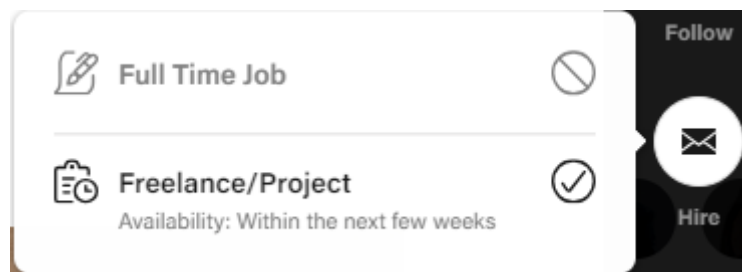 Follow
Full Time Job
Freelance/Project
Availability: Within the next few weeks
Hire